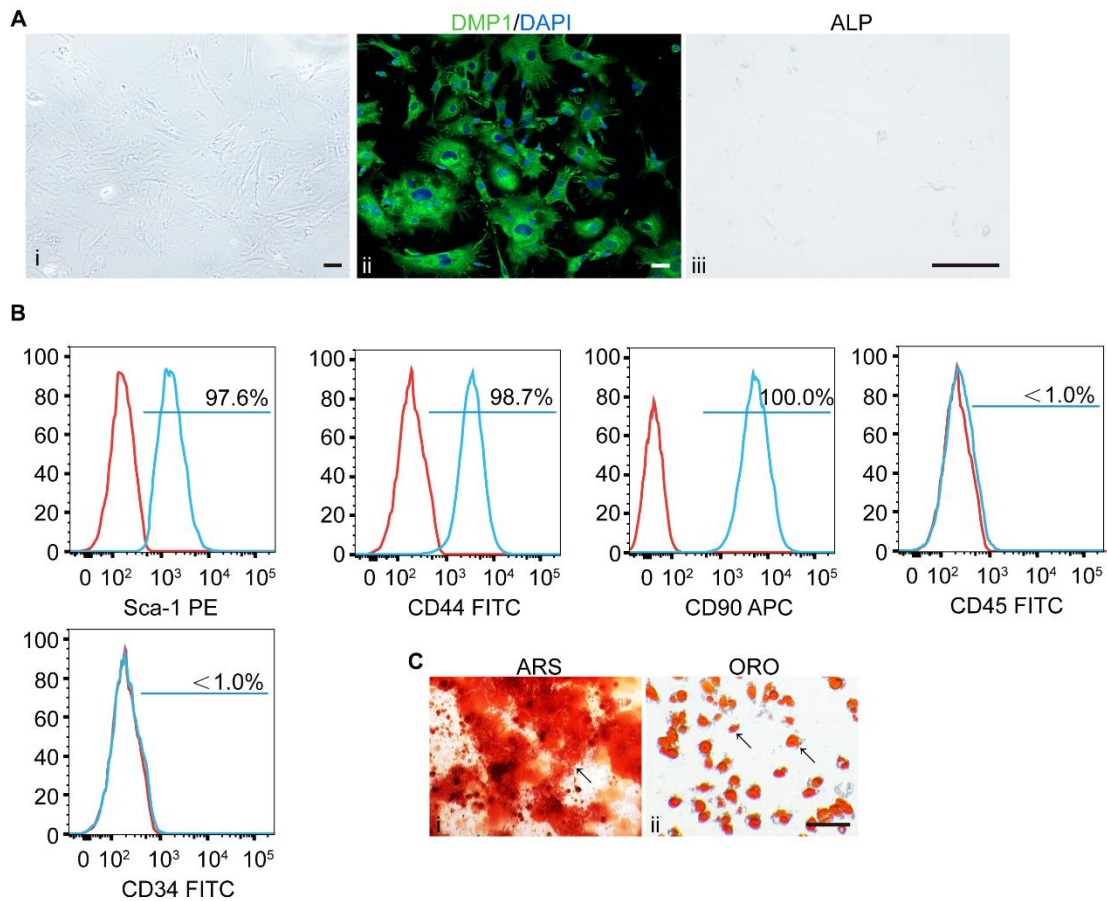 A
DMP1/DAPI
ALP
i
ii
iii
B
100
80
60
40
20
0
97.6%
0 10² 10³ 10⁴ 10⁵
Sca-1 PE
100
80
60
40
20
0
98.7%
0 10² 10³ 10⁴ 10⁵
CD44 FITC
100
80
60
40
20
0
100.0%
0 10² 10³ 10⁴ 10⁵
CD90 APC
100
80
60
40
20
0
<1.0%
0 10² 10³ 10⁴ 10⁵
CD45 FITC
100
80
60
40
20
0
<1.0%
0 10² 10³ 10⁴ 10⁵
CD34 FITC
C
ARS
ORO
i
ii